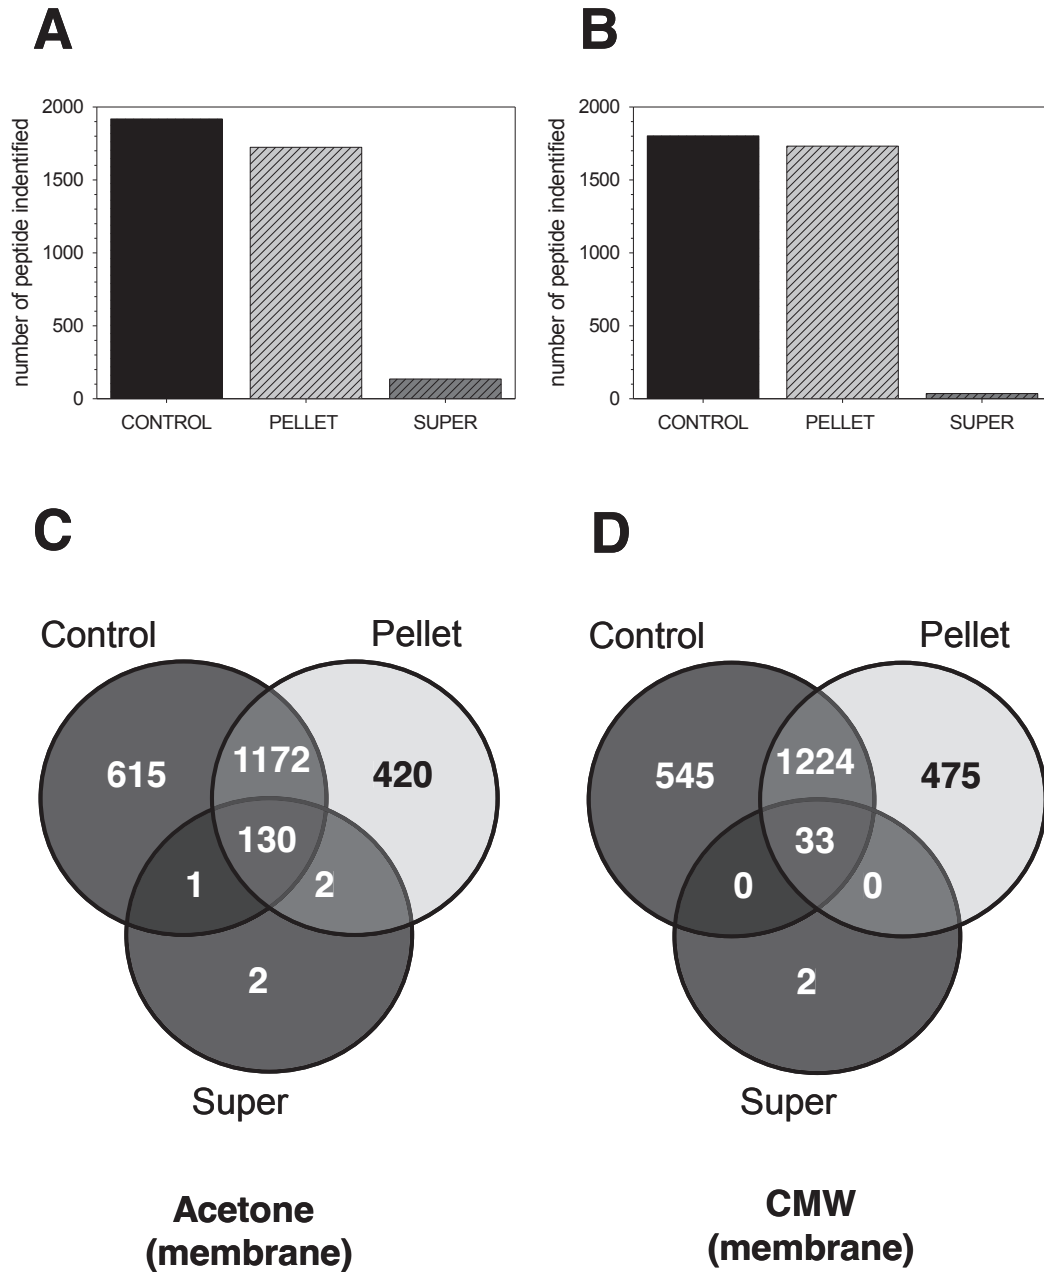 A
B
number of peptide indentified
2000
1500
1000
500
0
CONTROL PELLET SUPER
number of peptide indentified
2000
1500
1000
500
0
CONTROL PELLET SUPER
C
D
Control Pellet
615 1172 420
130
1 2
2
Super
Acetone
(membrane)
Control Pellet
545 1224 475
33
0 0
2
Super
CMW
(membrane)